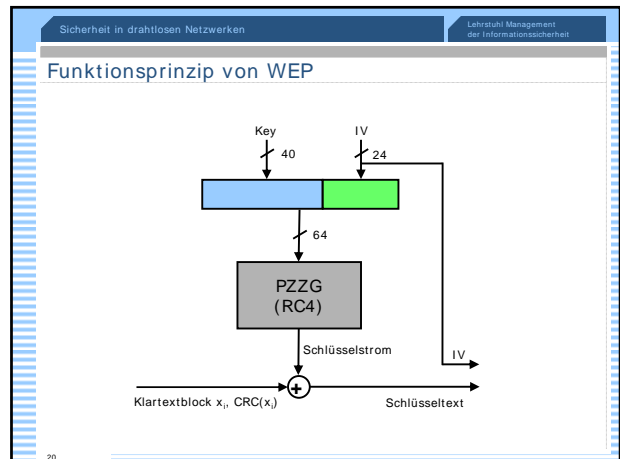 Sicherheit in drahtlosen Netzwerken
Lehrstuhl Management
der Informationssicherheit
Funktionsprinzip von WEP
Key
IV
40
24
64
PZZG
(RC4)
Schlüsselstrom
IV
+
Klartextblock xᵢ, CRC(xᵢ)
Schlüsseltext
20